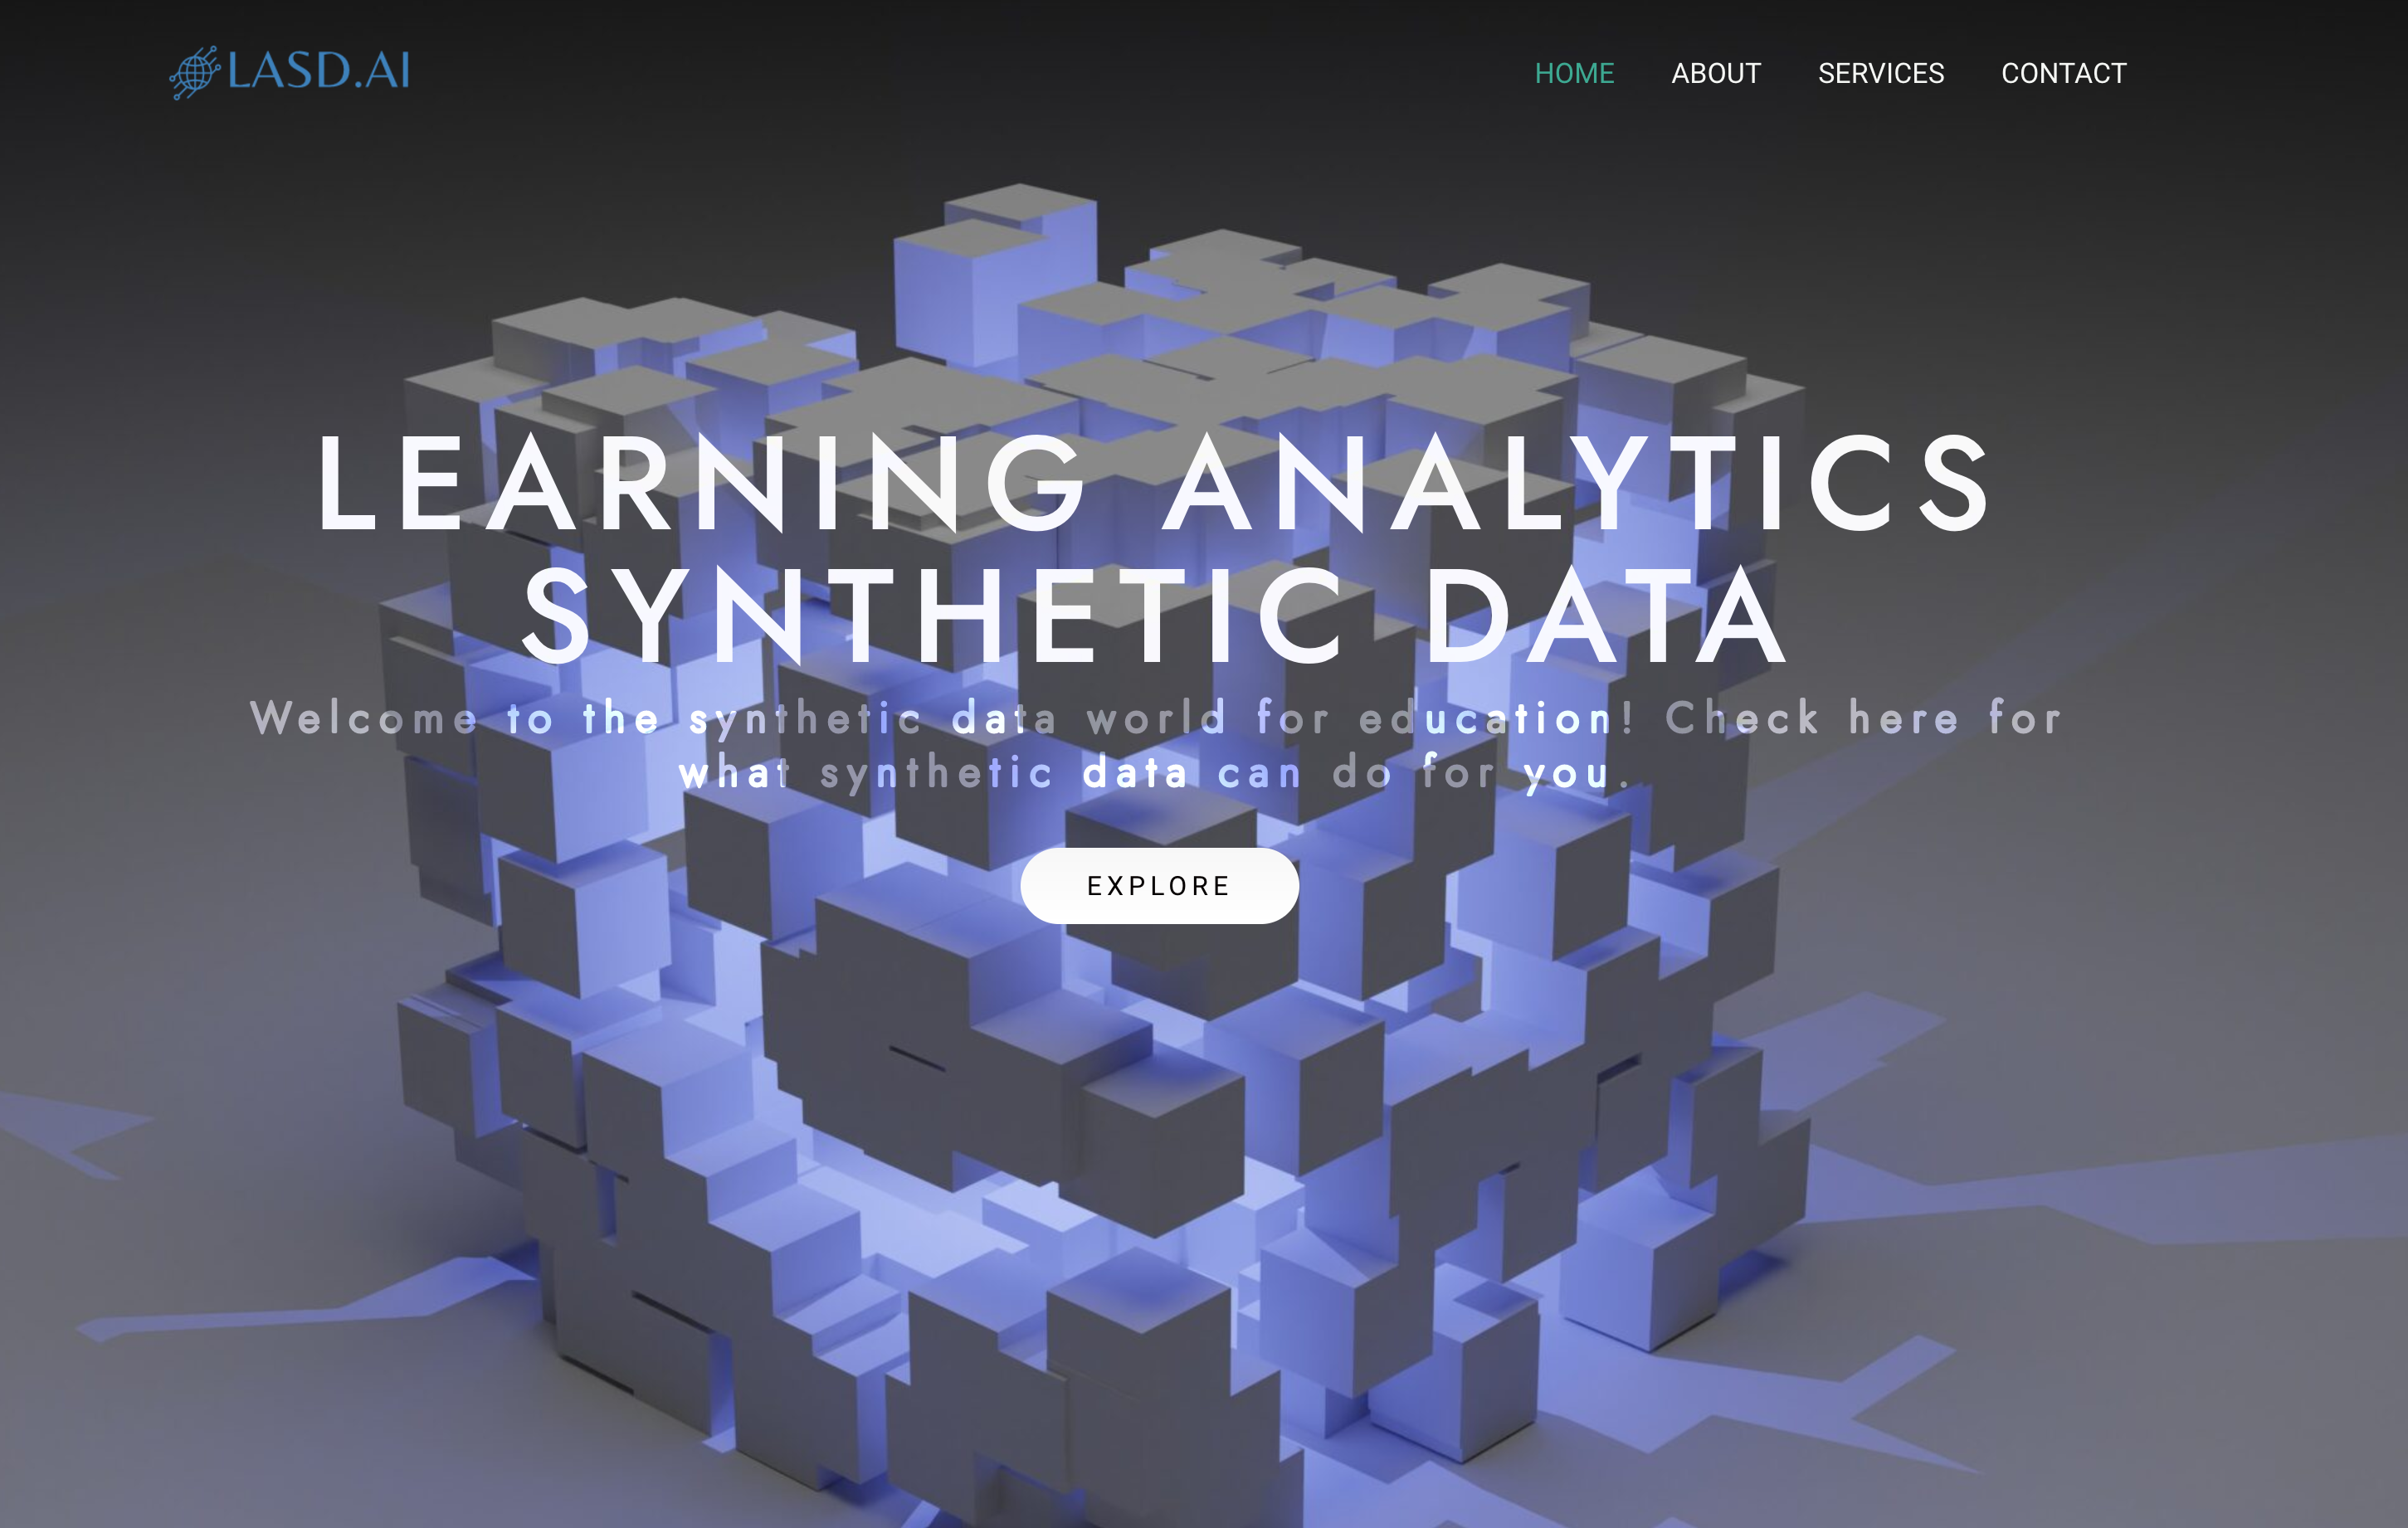 LASD.AI
HOME ABOUT SERVICES CONTACT
LEARNING ANALYTICS
SYNTHETIC DATA
Welcome to the synthetic data world for education! Check here for
what synthetic data can do for you.
EXPLORE